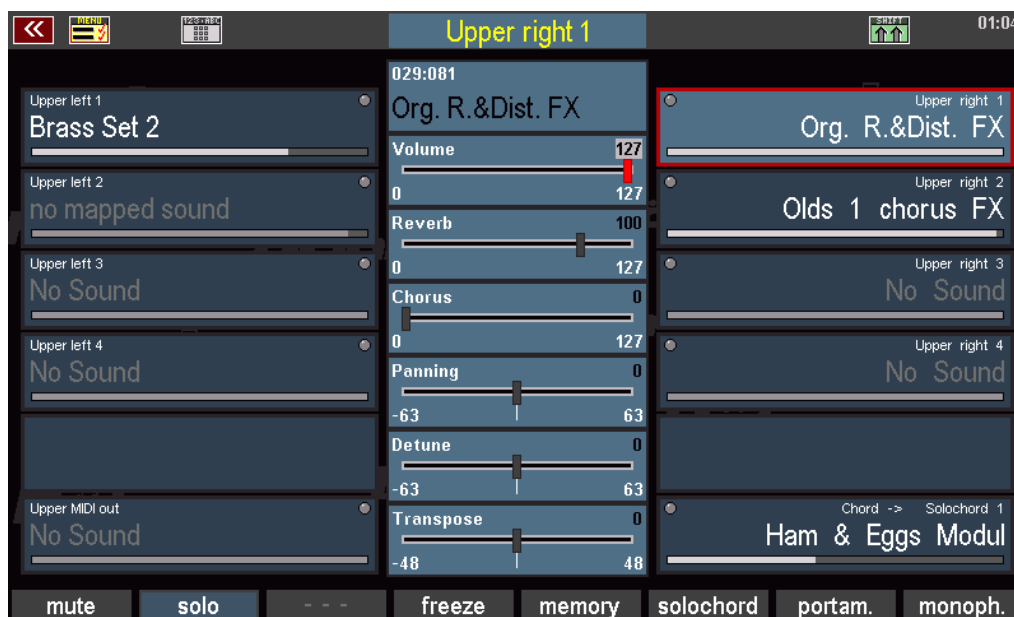 MENU
123·ABC
Upper right 1
SHIFT
01:04
Upper left 1
Brass Set 2
Upper left 2
no mapped sound
Upper left 3
No Sound
Upper left 4
No Sound
Upper MIDI out
No Sound
029:081
Org. R.&Dist. FX
Volume 127
0 127
Reverb 100
0 127
Chorus 0
0 127
Panning 0
-63 63
Detune 0
-63 63
Transpose 0
-48 48
Upper right 1
Org. R.&Dist. FX
Upper right 2
Olds 1 chorus FX
Upper right 3
No Sound
Upper right 4
No Sound
Chord -> Solochord 1
Ham & Eggs Modul
mute solo - - - freeze memory solochord portam. monoph.